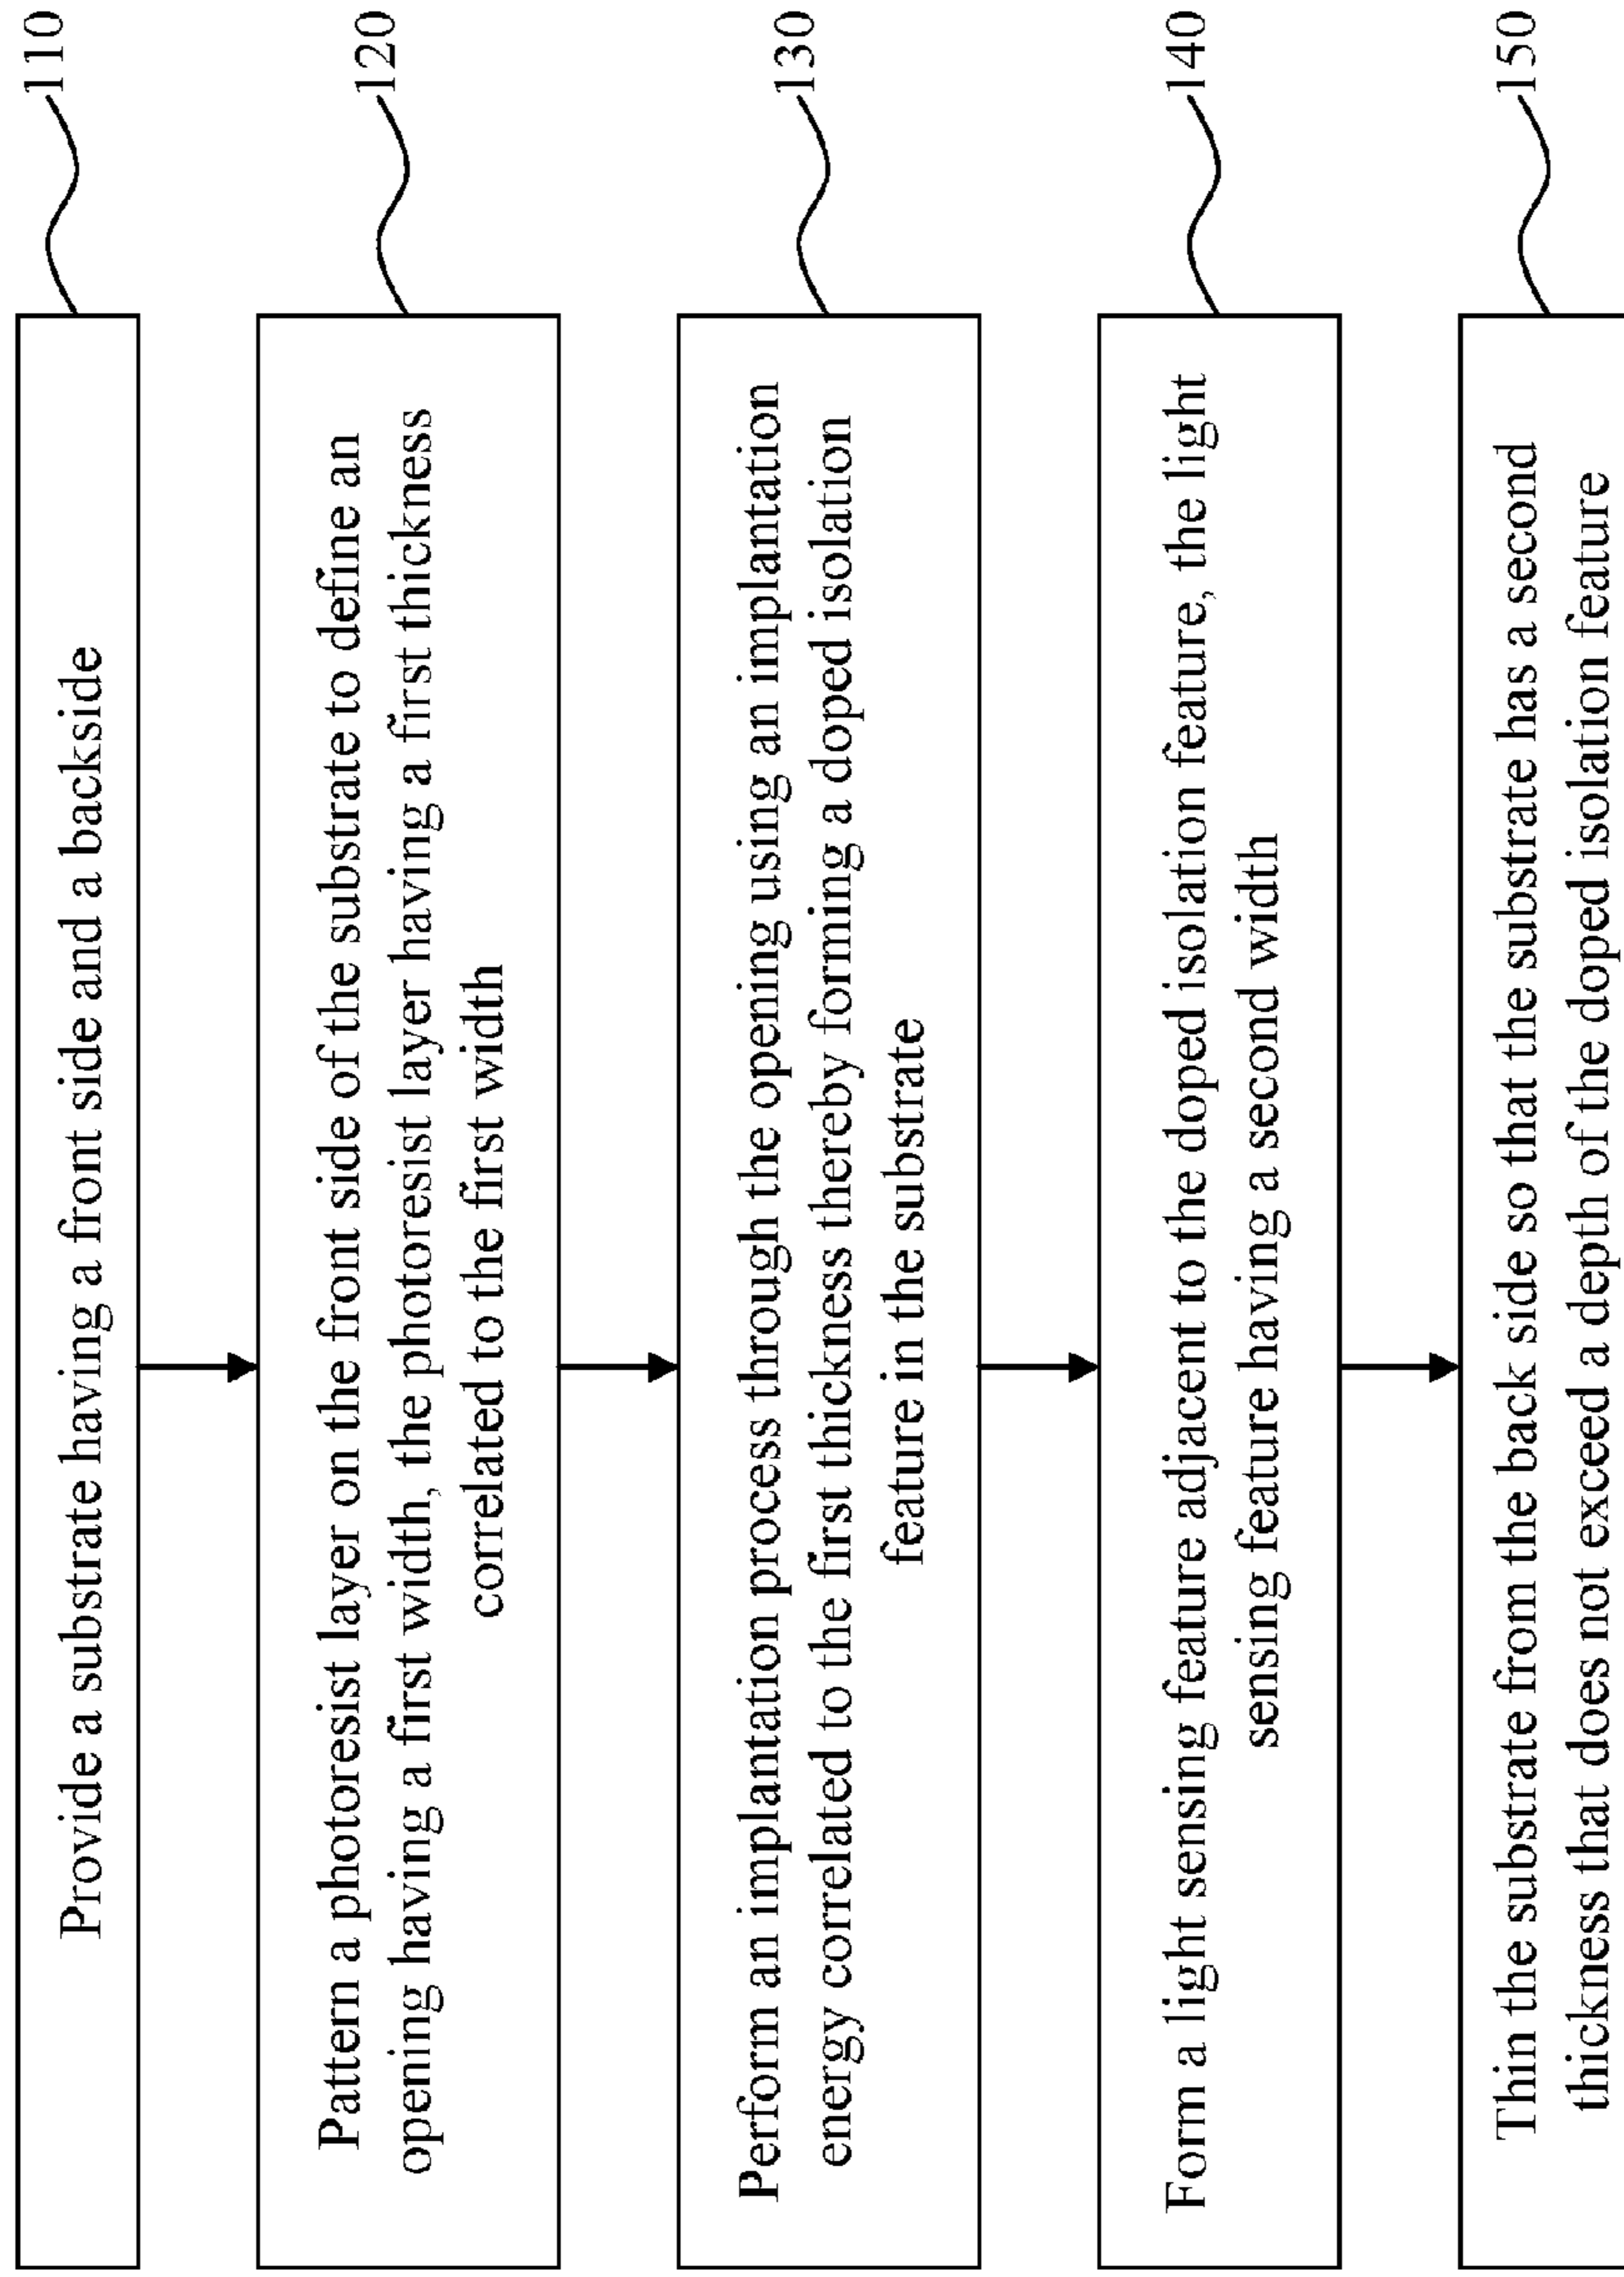 Provide a substrate having a front side and a backside
110
Pattern a photoresist layer on the front side of the substrate to define an
opening having a first width, the photoresist layer having a first thickness
correlated to the first width
120
Perform an implantation process through the opening using an implantation
energy correlated to the first thickness thereby forming a doped isolation
feature in the substrate
130
Form a light sensing feature adjacent to the doped isolation feature, the light
sensing feature having a second width
140
Thin the substrate from the back side so that the substrate has a second
thickness that does not exceed a depth of the doped isolation feature
150